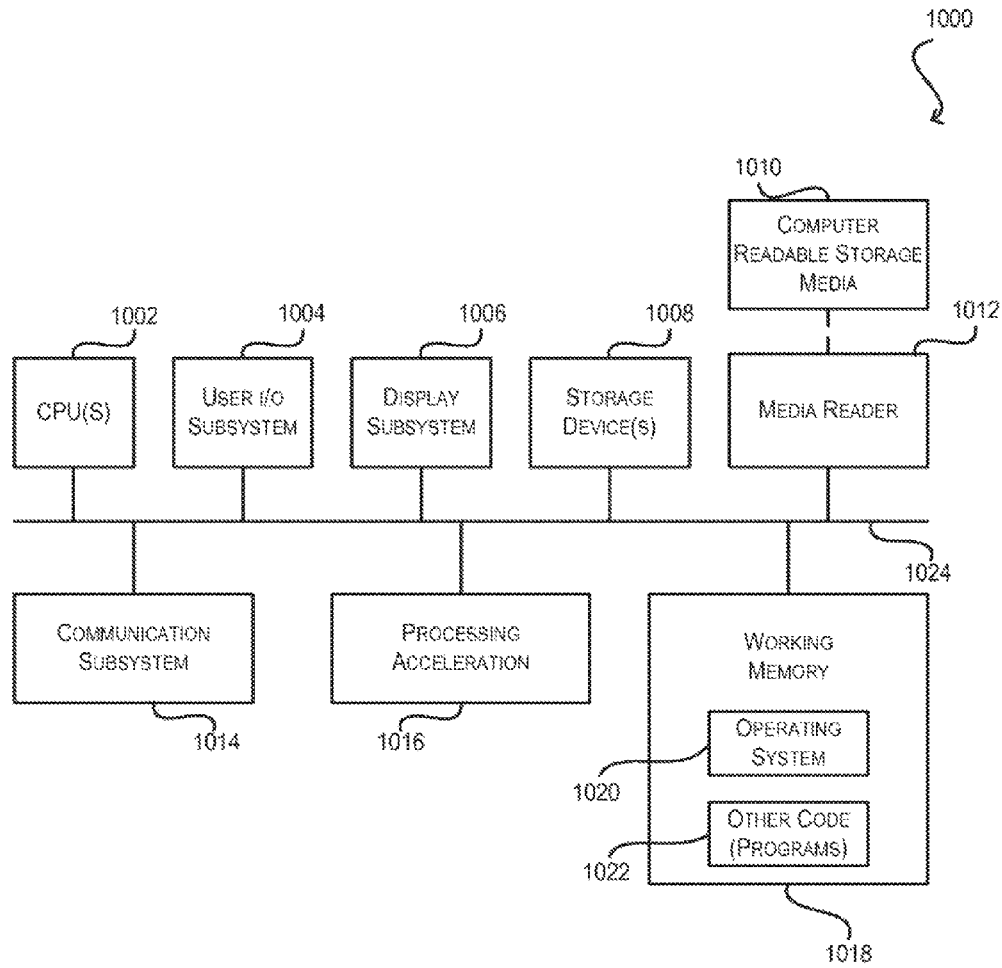 1000
1010
COMPUTER
READABLE STORAGE
MEDIA
1002
1004
1006
1008
1012
CPU(S)
USER I/O
SUBSYSTEM
DISPLAY
SUBSYSTEM
STORAGE
DEVICE(S)
MEDIA READER
1024
COMMUNICATION
SUBSYSTEM
PROCESSING
ACCELERATION
WORKING
MEMORY
1014
1016
OPERATING
SYSTEM
1020
OTHER CODE
(PROGRAMS)
1022
1018